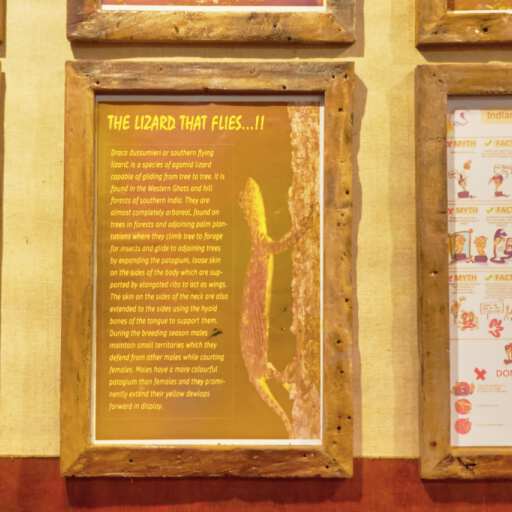 THE LIZARD THAT FLIES...!!
Draco dussumieri or southern flying
lizard, is a species of agamid lizard
capable of gliding from tree to tree. It is
found in the Western Ghats and hill
forests of southern India. They are
almost completely arboreal, found on
trees in forests and adjoining palm plan-
tations where they climb tree to forage
for insects and glide to adjoining trees
by expanding the patagium, loose skin
on the sides of the body which are sup-
ported by elongated ribs to act as wings.
The skin on the sides of the neck are also
extended to the sides using the hyoid
bones of the tongue to support them.
During the breeding season males
maintain small territories which they
defend from other males while courting
females. Males have a more colourful
patagium than females and they promi-
nently extend their yellow dewlaps
forward in display.
Indian
MYTH FACT
MYTH FACT
MYTH FACT